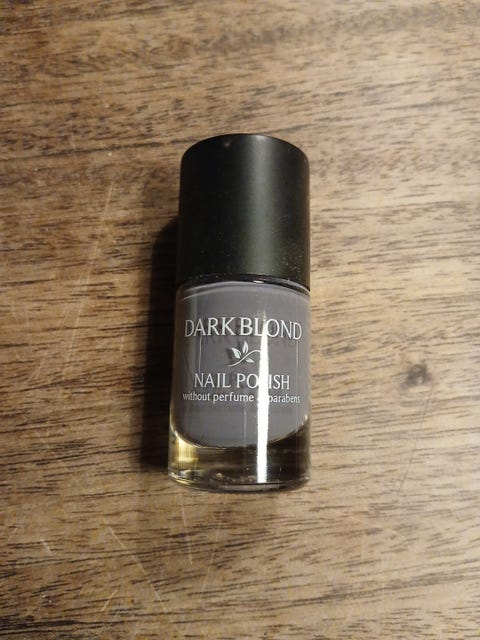 DARKBLOND
NAIL POLISH
without perfume & parabens